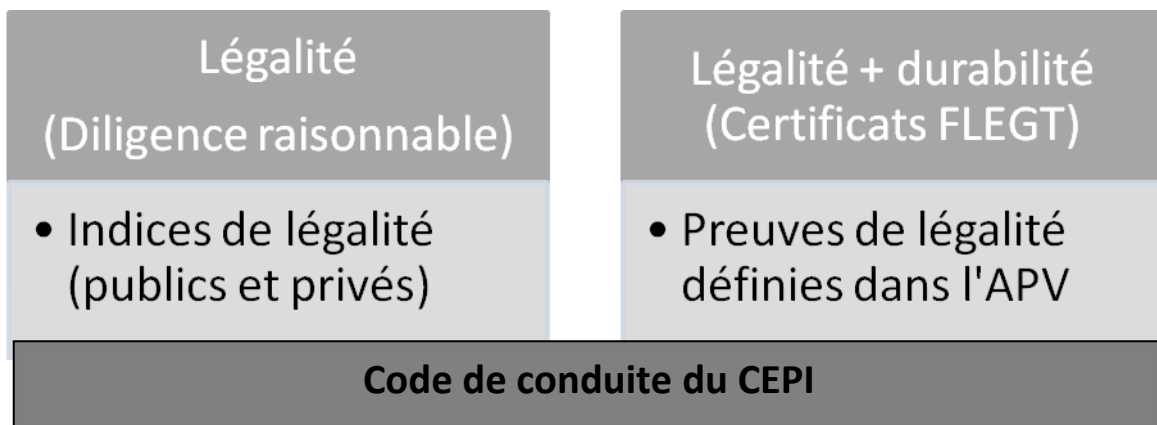 Légalité
(Diligence raisonnable)
• Indices de légalité
(publics et privés)
Légalité + durabilité
(Certificats FLEGT)
• Preuves de légalité
définies dans l'APV
Code de conduite du CEPI